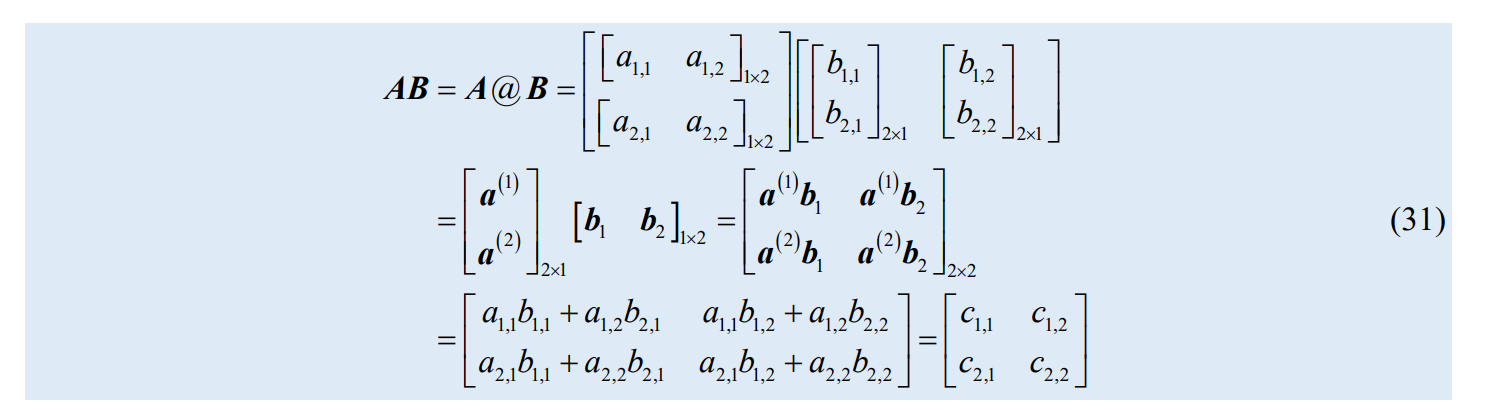 $\boldsymbol{AB} = \boldsymbol{A} @ \boldsymbol{B} = \begin{bmatrix} \begin{bmatrix} a_{1,1} & a_{1,2} \end{bmatrix}_{1\times 2} \\ \begin{bmatrix} a_{2,1} & a_{2,2} \end{bmatrix}_{1\times 2} \end{bmatrix} \begin{bmatrix} \begin{bmatrix} b_{1,1} \\ b_{2,1} \end{bmatrix}_{2\times 1} & \begin{bmatrix} b_{1,2} \\ b_{2,2} \end{bmatrix}_{2\times 1} \end{bmatrix}$
$= \begin{bmatrix} \boldsymbol{a}^{(1)} \\ \boldsymbol{a}^{(2)} \end{bmatrix}_{2\times 1} \begin{bmatrix} \boldsymbol{b}_1 & \boldsymbol{b}_2 \end{bmatrix}_{1\times 2} = \begin{bmatrix} \boldsymbol{a}^{(1)}\boldsymbol{b}_1 & \boldsymbol{a}^{(1)}\boldsymbol{b}_2 \\ \boldsymbol{a}^{(2)}\boldsymbol{b}_1 & \boldsymbol{a}^{(2)}\boldsymbol{b}_2 \end{bmatrix}_{2\times 2}$ (31)
$= \begin{bmatrix} a_{1,1}b_{1,1} + a_{1,2}b_{2,1} & a_{1,1}b_{1,2} + a_{1,2}b_{2,2} \\ a_{2,1}b_{1,1} + a_{2,2}b_{2,1} & a_{2,1}b_{1,2} + a_{2,2}b_{2,2} \end{bmatrix} = \begin{bmatrix} c_{1,1} & c_{1,2} \\ c_{2,1} & c_{2,2} \end{bmatrix}$